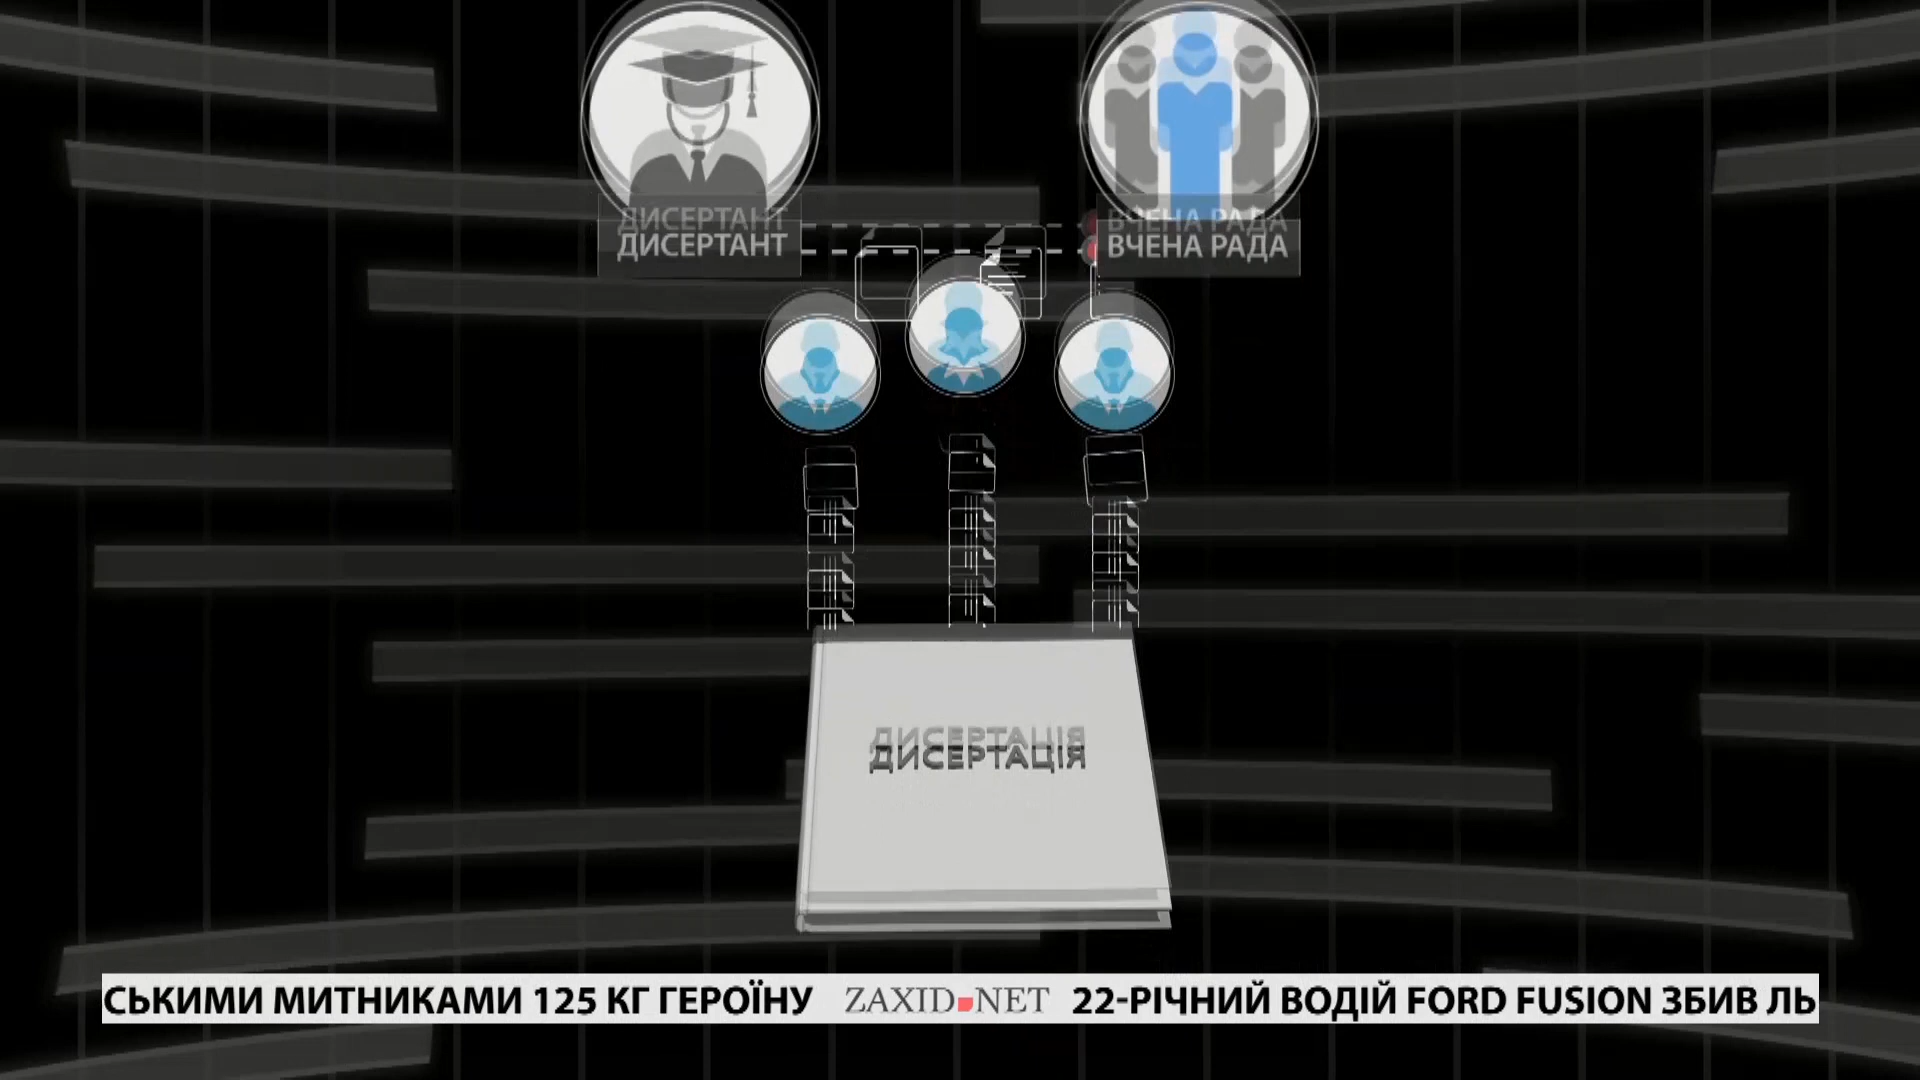 ДИСЕРТАНТ
ДИСЕРТАНТ
ВЧЕНА РАДА
ВЧЕНА РАДА
ДИСЕРТАЦІЯ
ДИСЕРТАЦІЯ
СЬКИМИ МИТНИКАМИ 125 КГ ГЕРОЇНУ ZAXID.NET 22-РІЧНИЙ ВОДІЙ FORD FUSION ЗБИВ ЛЬ